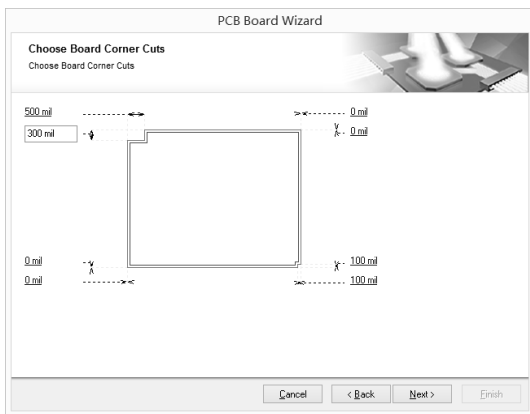 PCB Board Wizard
Choose Board Corner Cuts
Choose Board Corner Cuts
500 mil
0 mil
300 mil
0 mil
0 mil
100 mil
0 mil
100 mil
Cancel
< Back
Next >
Finish